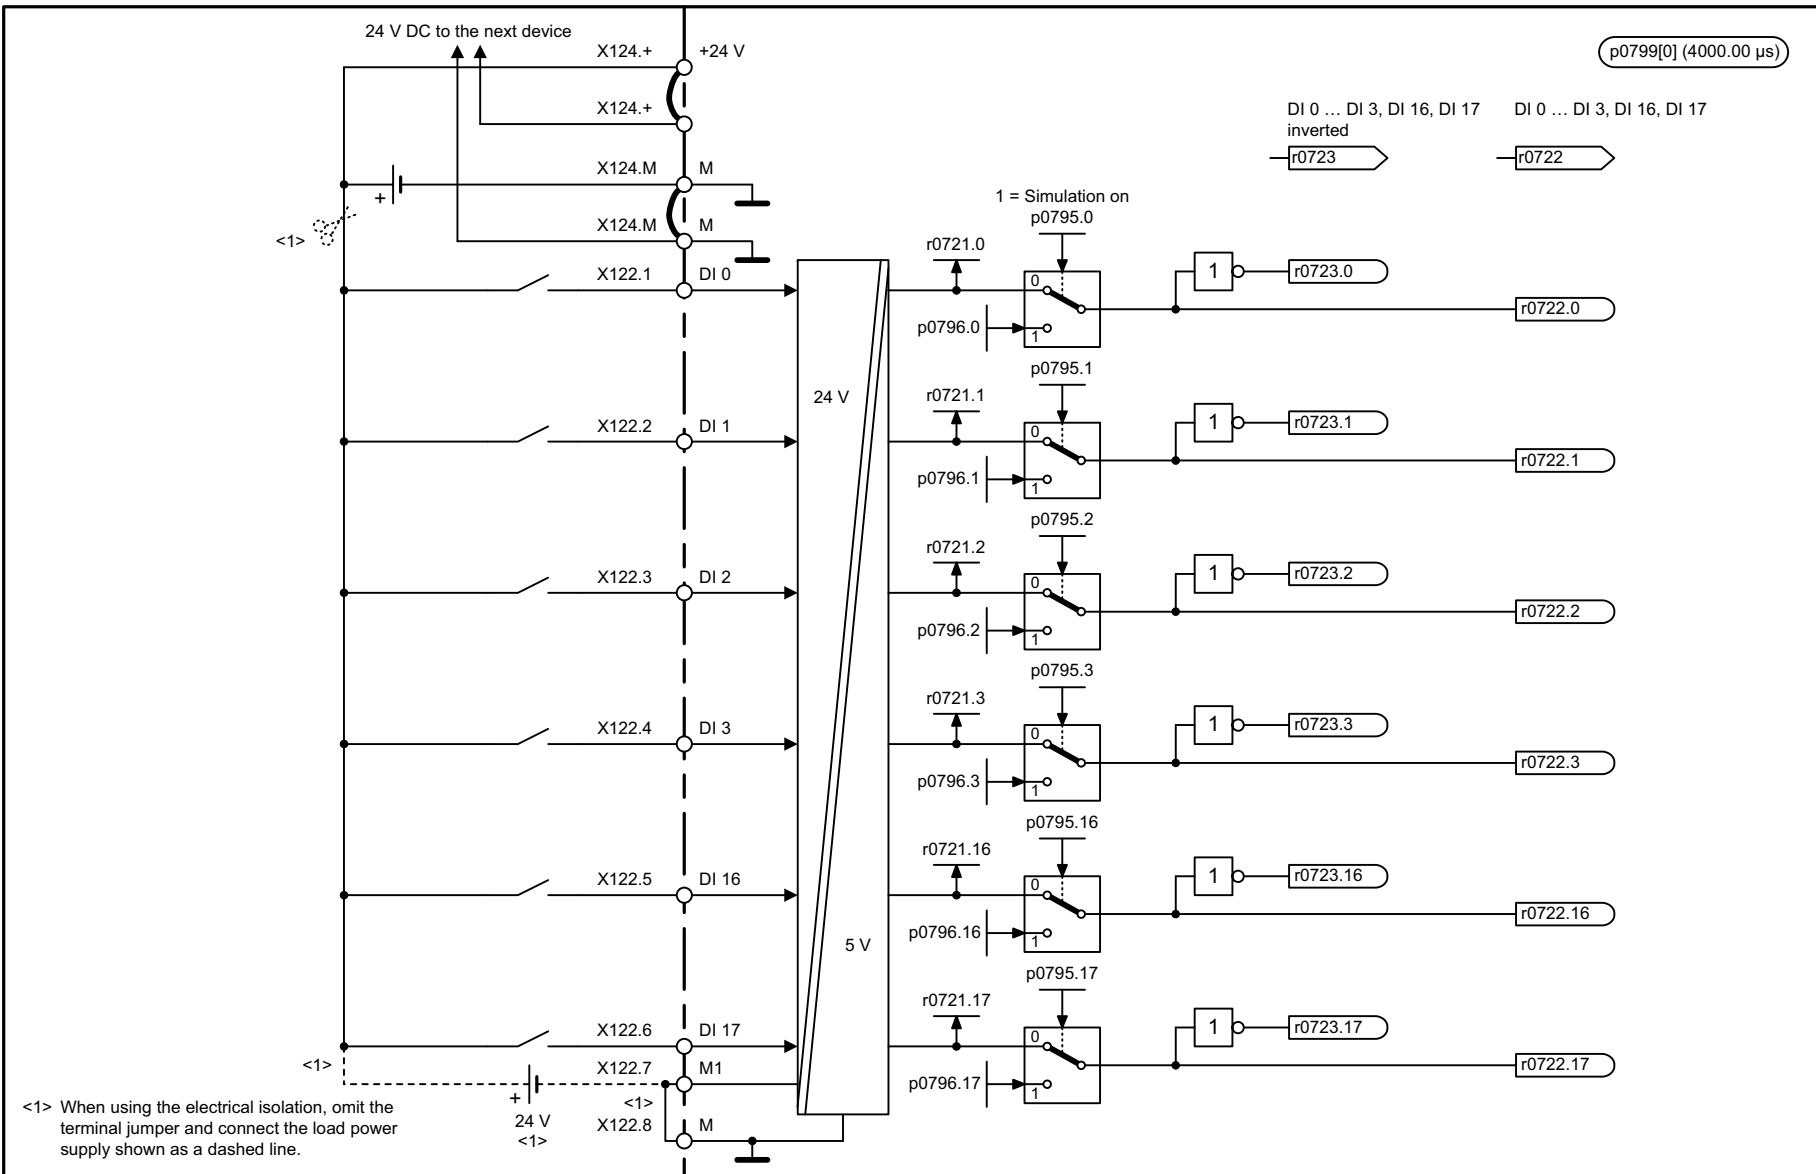 24 V DC to the next device
X124.+ +24 V
p0799[0] (4000.00 µs)
X124.+
DI 0 … DI 3, DI 16, DI 17 inverted
r0723
DI 0 … DI 3, DI 16, DI 17
r0722
X124.M M
+
<1>
X124.M M
1 = Simulation on
p0795.0
r0721.0
X122.1 DI 0
0
1
r0723.0
r0722.0
p0796.0
1
p0795.1
24 V
r0721.1
X122.2 DI 1
0
1
r0723.1
r0722.1
p0796.1
1
p0795.2
r0721.2
X122.3 DI 2
0
1
r0723.2
r0722.2
p0796.2
1
p0795.3
r0721.3
X122.4 DI 3
0
1
r0723.3
r0722.3
p0796.3
1
p0795.16
r0721.16
X122.5 DI 16
0
1
r0723.16
r0722.16
p0796.16
1
5 V
p0795.17
r0721.17
X122.6 DI 17
0
1
r0723.17
r0722.17
p0796.17
1
<1>
X122.7 M1
+
24 V
<1>
<1>
X122.8 M
<1> When using the electrical isolation, omit the
terminal jumper and connect the load power
supply shown as a dashed line.